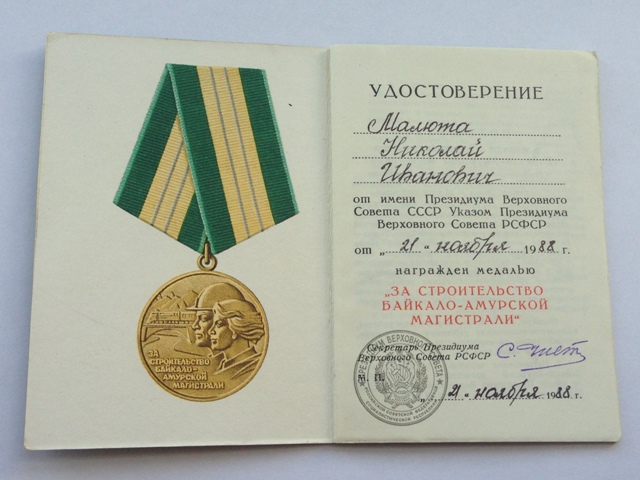 ЗА
СТРОИТЕЛЬСТВО
БАЙКАЛО-
АМУРСКОЙ
МАГИСТРАЛИ
УДОСТОВЕРЕНИЕ
Малюта
Николай
Иванович
от имени Президиума Верховного
Совета СССР Указом Президиума
Верховного Совета РСФСР
от „21" ноября 1988 г.
награжден медалью
„ЗА СТРОИТЕЛЬСТВО
БАЙКАЛО-АМУРСКОЙ
МАГИСТРАЛИ“
Секретарь Президиума
Верховного Совета РСФСР
М. П.
„21" ноября 1988 г.